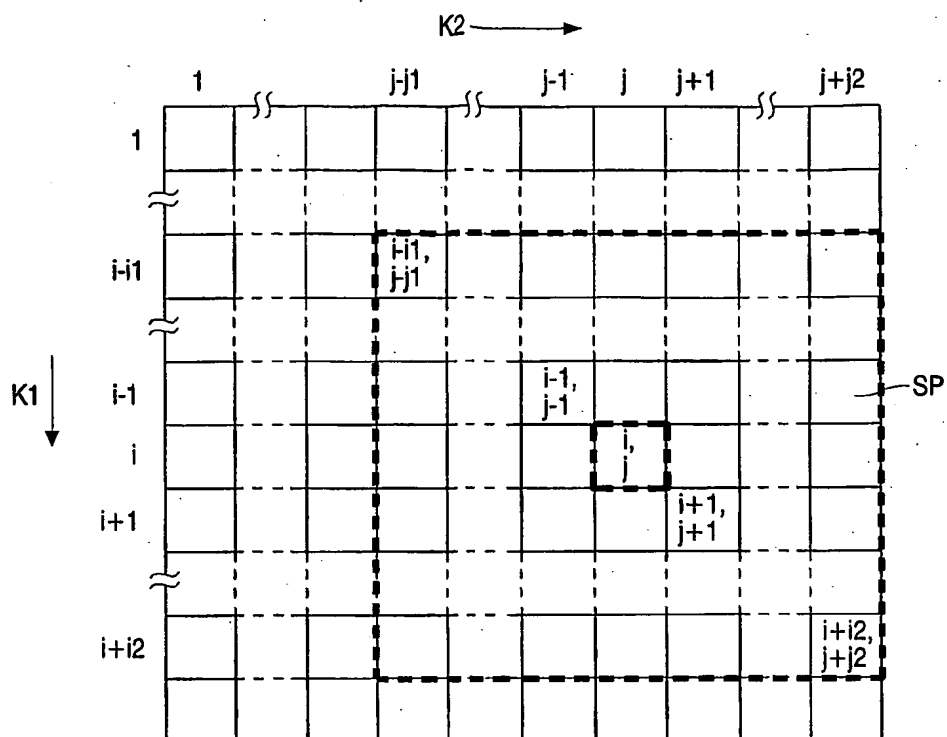 K2
1 j-j1 j-1 j j+1 j+j2
1
i-i1
i-i1,
j-j1
K1
i-1
i-1,
j-1
SP
i
i,
j
i+1
i+1,
j+1
i+i2
i+i2,
j+j2